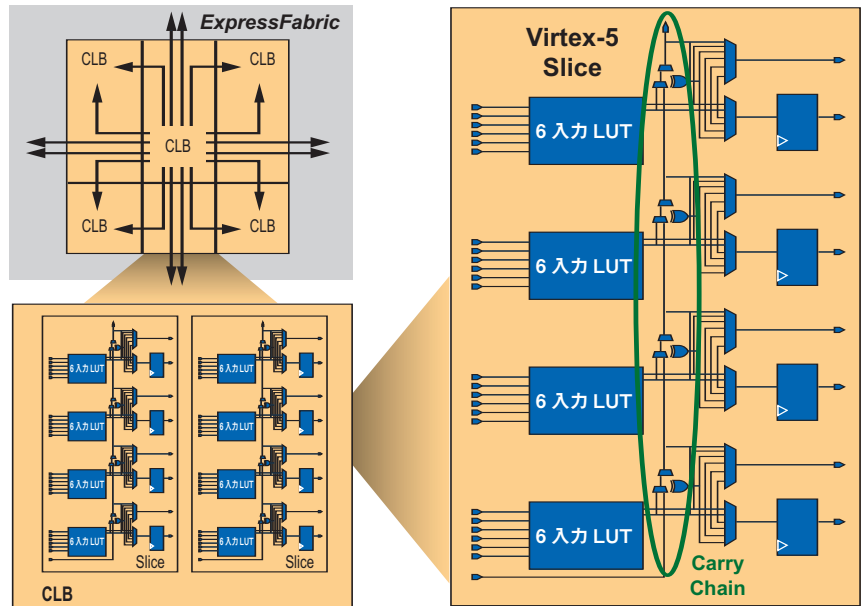 ExpressFabric
CLB
CLB
CLB
CLB
CLB
6 入力 LUT
6 入力 LUT
6 入力 LUT
6 入力 LUT
Slice
6 入力 LUT
6 入力 LUT
6 入力 LUT
6 入力 LUT
Slice
CLB
Virtex-5
Slice
6 入力 LUT
6 入力 LUT
6 入力 LUT
6 入力 LUT
Carry
Chain